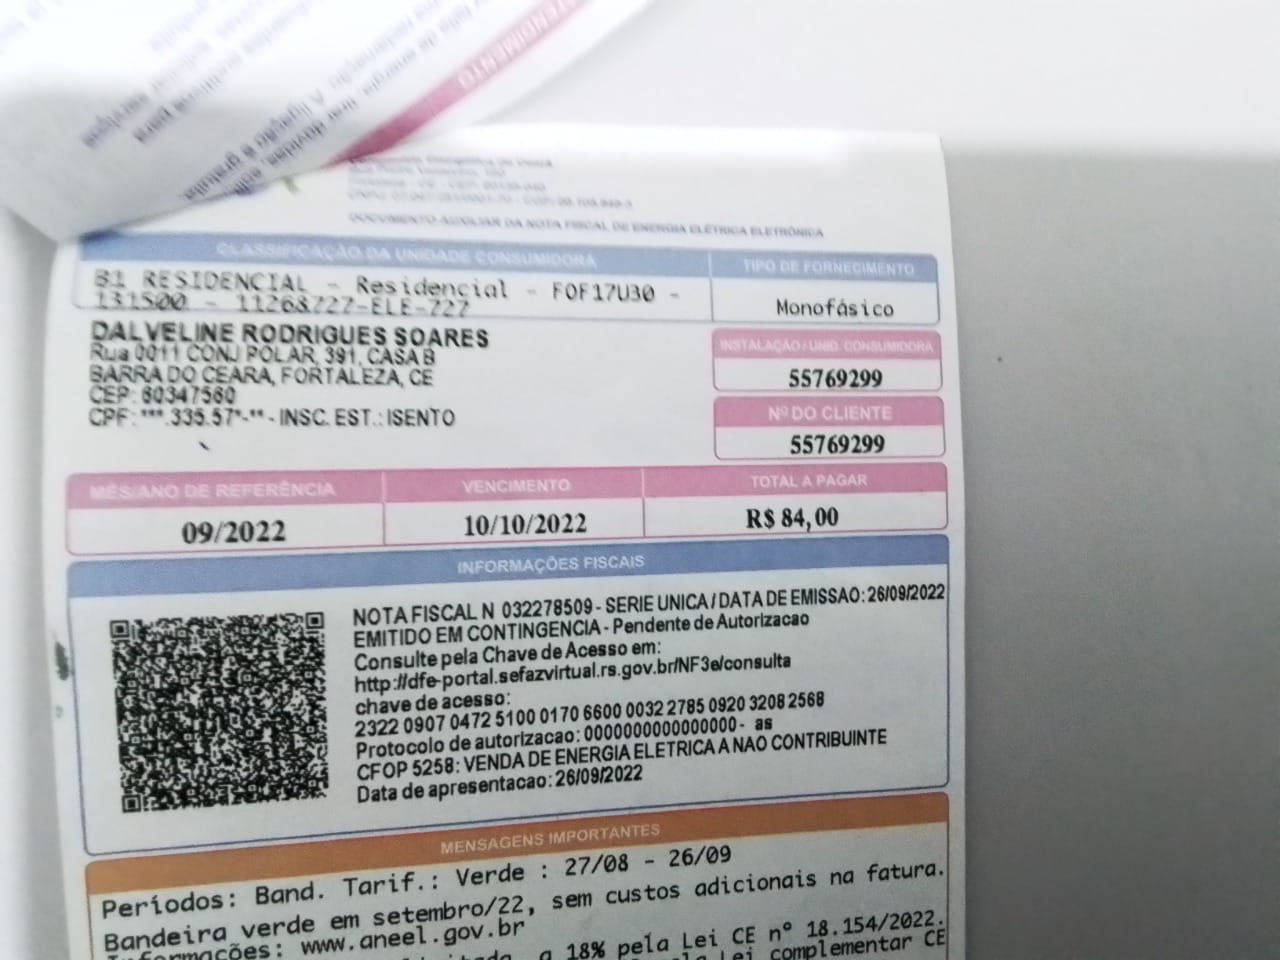 ATENDIMENTO
DOCUMENTO AUXILIAR DA NOTA FISCAL DE ENERGIA ELÉTRICA ELETRÔNICA
CLASSIFICAÇÃO DA UNIDADE CONSUMIDORA
TIPO DE FORNECIMENTO
B1 RESIDENCIAL - Residencial - FOF17U30 -
131500 - 11268727-ELE-727
Monofásico
DALVELINE RODRIGUES SOARES
Rua 0011 CONJ POLAR, 391, CASA B
BARRA DO CEARA, FORTALEZA, CE
CEP: 60347560
CPF: ***.335.57*-** - INSC. EST.: ISENTO
INSTALAÇÃO / UNID. CONSUMIDORA
55769299
Nº DO CLIENTE
55769299
MÊS/ANO DE REFERÊNCIA
VENCIMENTO
TOTAL A PAGAR
09/2022
10/10/2022
R$ 84,00
INFORMAÇÕES FISCAIS
NOTA FISCAL N 032278509 - SERIE UNICA / DATA DE EMISSAO: 26/09/2022
EMITIDO EM CONTINGENCIA - Pendente de Autorizacao
Consulte pela Chave de Acesso em:
http://dfe-portal.sefazvirtual.rs.gov.br/NF3e/consulta
chave de acesso:
2322 0907 0472 5100 0170 6600 0032 2785 0920 3208 2568
Protocolo de autorizacao: 0000000000000000 - as
CFOP 5258: VENDA DE ENERGIA ELETRICA A NAO CONTRIBUINTE
Data de apresentacao: 26/09/2022
MENSAGENS IMPORTANTES
Períodos: Band. Tarif.: Verde : 27/08 - 26/09
Bandeira verde em setembro/22, sem custos adicionais na fatura.
Informações: www.aneel.gov.br
a 18% pela Lei CE nº 18.154/2022.
Lei complementar CE